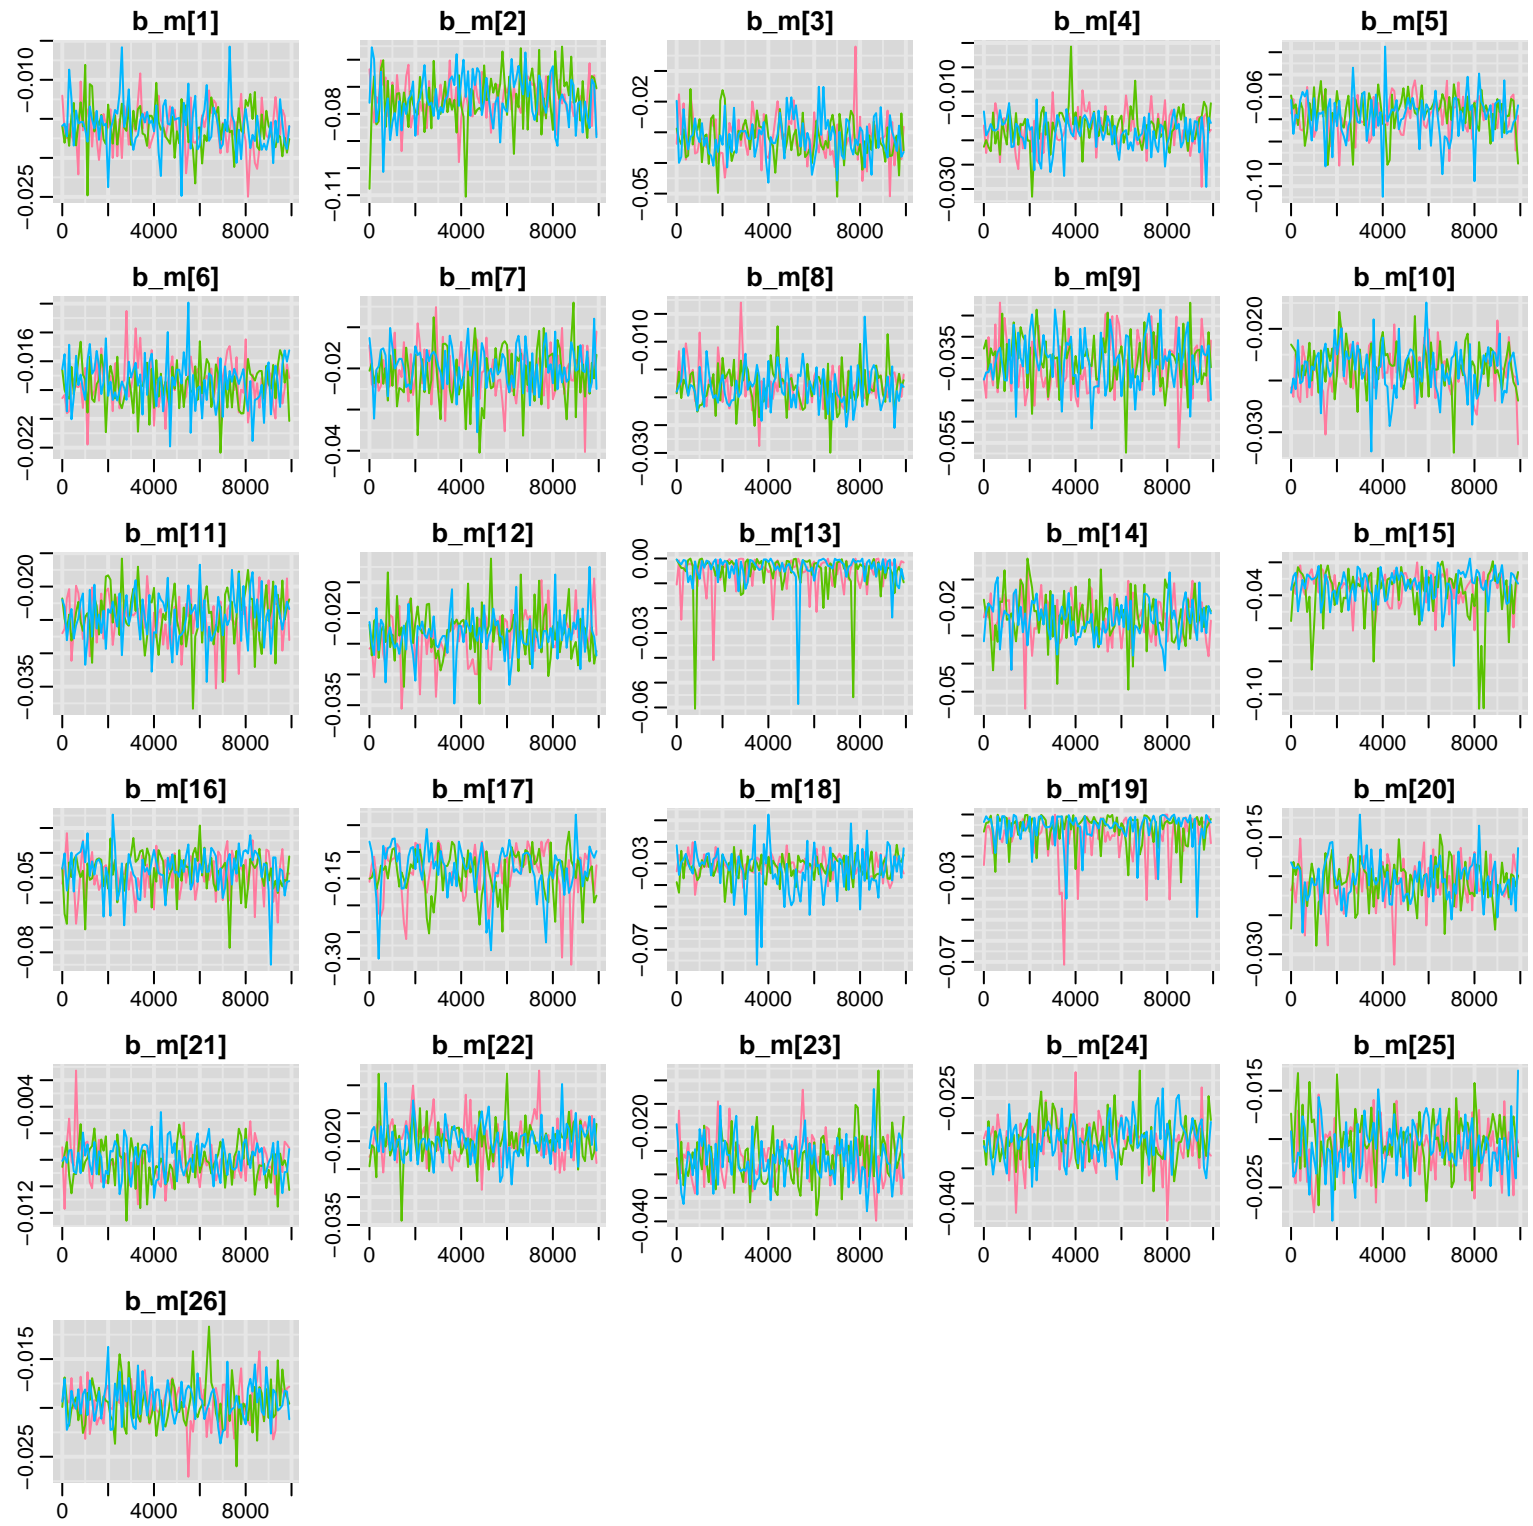 b_m[1] b_m[2] b_m[3] b_m[4] b_m[5]
−0.025 −0.010 −0.11 −0.08 −0.05 −0.02 −0.030 −0.010 −0.10 −0.06
0 4000 8000 0 4000 8000 0 4000 8000 0 4000 8000 0 4000 8000
b_m[6] b_m[7] b_m[8] b_m[9] b_m[10]
−0.022 −0.016 −0.04 −0.02 −0.030 −0.010 −0.055 −0.035 −0.030 −0.020
0 4000 8000 0 4000 8000 0 4000 8000 0 4000 8000 0 4000 8000
b_m[11] b_m[12] b_m[13] b_m[14] b_m[15]
−0.035 −0.020 −0.035 −0.020 −0.06 −0.03 0.00 −0.05 −0.02 −0.10 −0.04
0 4000 8000 0 4000 8000 0 4000 8000 0 4000 8000 0 4000 8000
b_m[16] b_m[17] b_m[18] b_m[19] b_m[20]
−0.08 −0.05 −0.30 −0.15 −0.07 −0.03 −0.07 −0.03 −0.030 −0.015
0 4000 8000 0 4000 8000 0 4000 8000 0 4000 8000 0 4000 8000
b_m[21] b_m[22] b_m[23] b_m[24] b_m[25]
−0.012 −0.004 −0.035 −0.020 −0.040 −0.020 −0.040 −0.025 −0.025 −0.015
0 4000 8000 0 4000 8000 0 4000 8000 0 4000 8000 0 4000 8000
b_m[26]
−0.025 −0.015
0 4000 8000